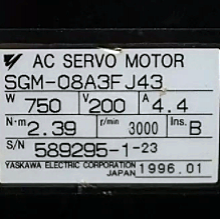 AC SERVO MOTOR
SGM-08A3FJ43
W 750 V 200 A 4.4
N·m 2.39 r/min 3000 Ins. B
S/N 589295-1-23
YASKAWA ELECTRIC CORPORATION
JAPAN 1996.01